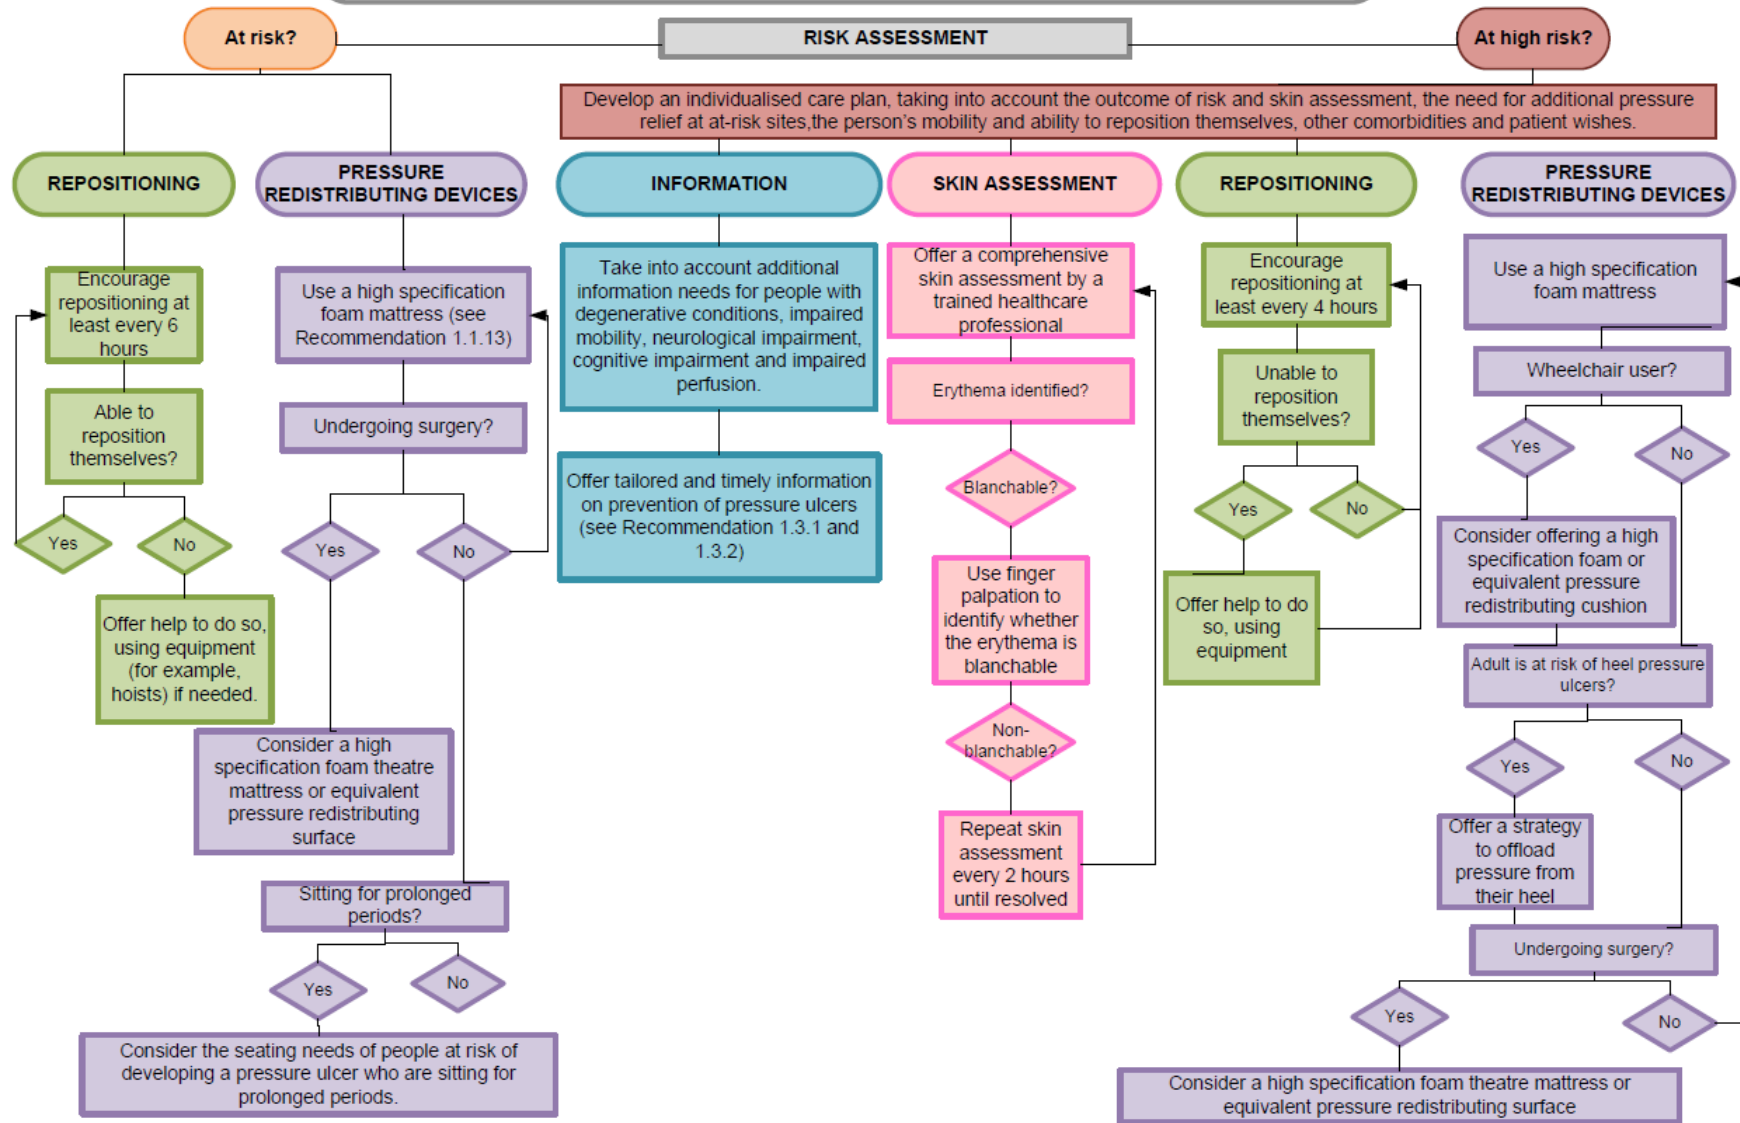 At risk?
RISK ASSESSMENT
At high risk?
Develop an individualised care plan, taking into account the outcome of risk and skin assessment, the need for additional pressure
relief at at-risk sites,the person's mobility and ability to reposition themselves, other comorbidities and patient wishes.
REPOSITIONING
Encourage
repositioning at
least every 6
hours
Able to
reposition
themselves?
Yes
No
Offer help to do so,
using equipment
(for example,
hoists) if needed.
PRESSURE
REDISTRIBUTING DEVICES
Use a high specification
foam mattress (see
Recommendation 1.1.13)
Undergoing surgery?
Yes
No
Consider a high
specification foam theatre
mattress or equivalent
pressure redistributing
surface
Sitting for prolonged
periods?
Yes
No
Consider the seating needs of people at risk of
developing a pressure ulcer who are sitting for
prolonged periods.
INFORMATION
Take into account additional
information needs for people with
degenerative conditions, impaired
mobility, neurological impairment,
cognitive impairment and impaired
perfusion.
Offer tailored and timely information
on prevention of pressure ulcers
(see Recommendation 1.3.1 and
1.3.2)
SKIN ASSESSMENT
Offer a comprehensive
skin assessment by a
trained healthcare
professional
Erythema identified?
Blanchable?
Use finger
palpation to
identify whether
the erythema is
blanchable
Non-
blanchable?
Repeat skin
assessment
every 2 hours
until resolved
REPOSITIONING
Encourage
repositioning at
least every 4 hours
Unable to
reposition
themselves?
Yes
No
Offer help to do
so, using
equipment
PRESSURE
REDISTRIBUTING DEVICES
Use a high specification
foam mattress
Wheelchair user?
Yes
No
Consider offering a high
specification foam or
equivalent pressure
redistributing cushion
Adult is at risk of heel pressure
ulcers?
Yes
No
Offer a strategy
to offload
pressure from
their heel
Undergoing surgery?
Yes
No
Consider a high specification foam theatre mattress or
equivalent pressure redistributing surface